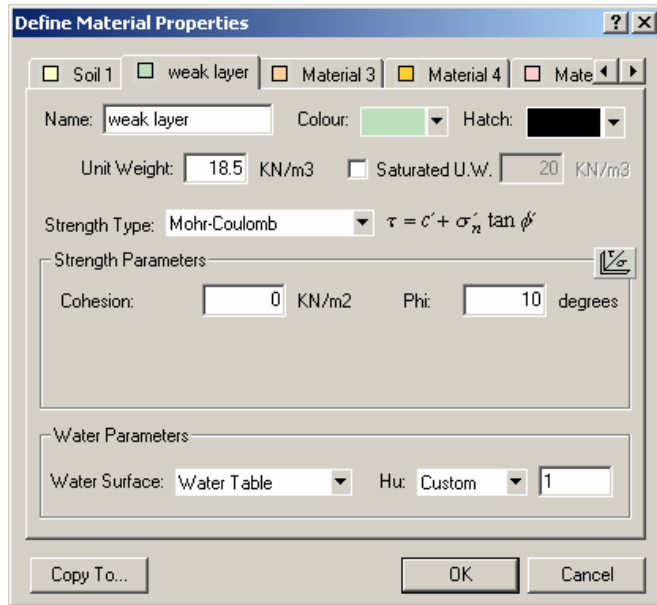 Define Material Properties
Soil 1 weak layer Material 3 Material 4 Mate
Name: weak layer Colour: Hatch:
Unit Weight: 18.5 KN/m3 Saturated U.W. 20 KN/m3
Strength Type: Mohr-Coulomb τ = c′ + σ′n tan ϕ′
Strength Parameters
τ/σ
Cohesion: 0 KN/m2 Phi: 10 degrees
Water Parameters
Water Surface: Water Table Hu: Custom 1
Copy To... OK Cancel